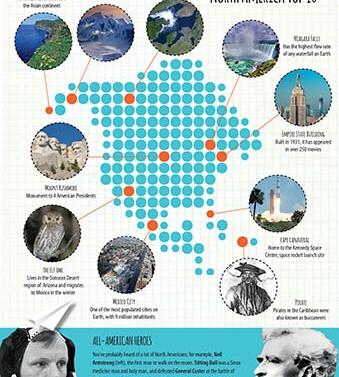 the Asian continent
NORTH AMERICA TOP 10
NIAGARA FALLS
Has the highest flow rate
of any waterfall on Earth
EMPIRE STATE BUILDING
Built in 1931, it has appeared
in over 250 movies
MOUNT RUSHMORE
Monument to 4 American Presidents
CAPE CANAVERAL
Home to the Kennedy Space
Center, space rocket launch site
THE ELF OWL
Lives in the Sonoran Desert
region of Arizona and migrates
to Mexico in the winter
MEXICO CITY
One of the most populated cities on
Earth, with 9 million inhabitants
PIRATE
Pirates in the Caribbean were
also known as buccaneers
ALL-AMERICAN HEROES
You've probably heard of a lot of North Americans, for example, Neil
Armstrong (left), the first man to walk on the moon. Sitting Bull was a Sioux
medicine man and holy man, and defeated General Custer at the battle of